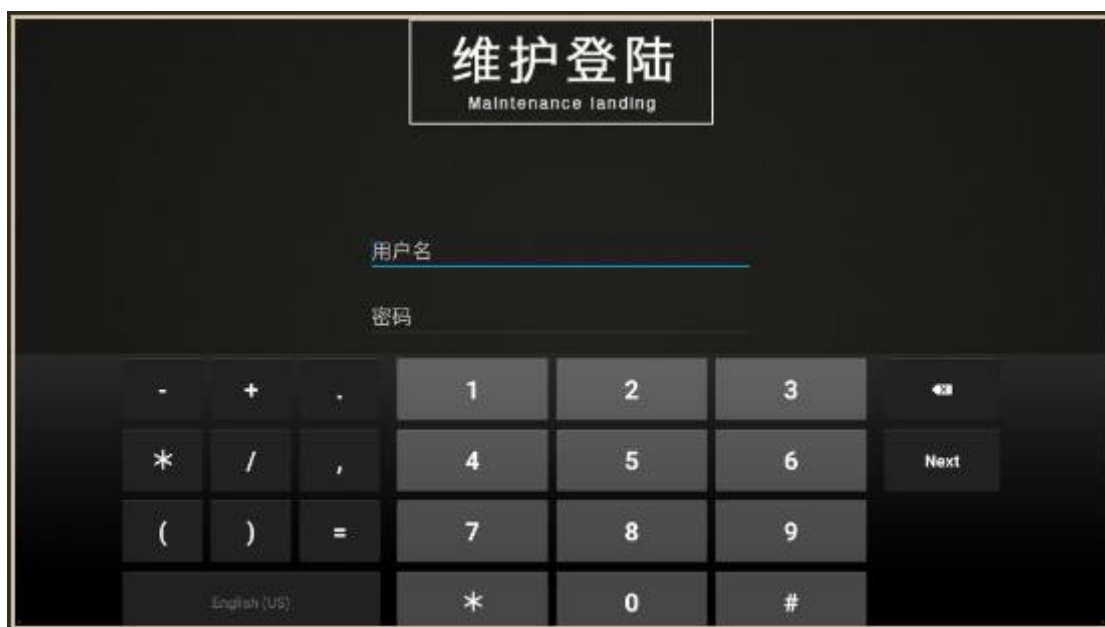 维护登陆
Maintenance landing
用户名
密码
- + . 1 2 3
* / , 4 5 6 Next
( ) = 7 8 9
English (US) * 0 #